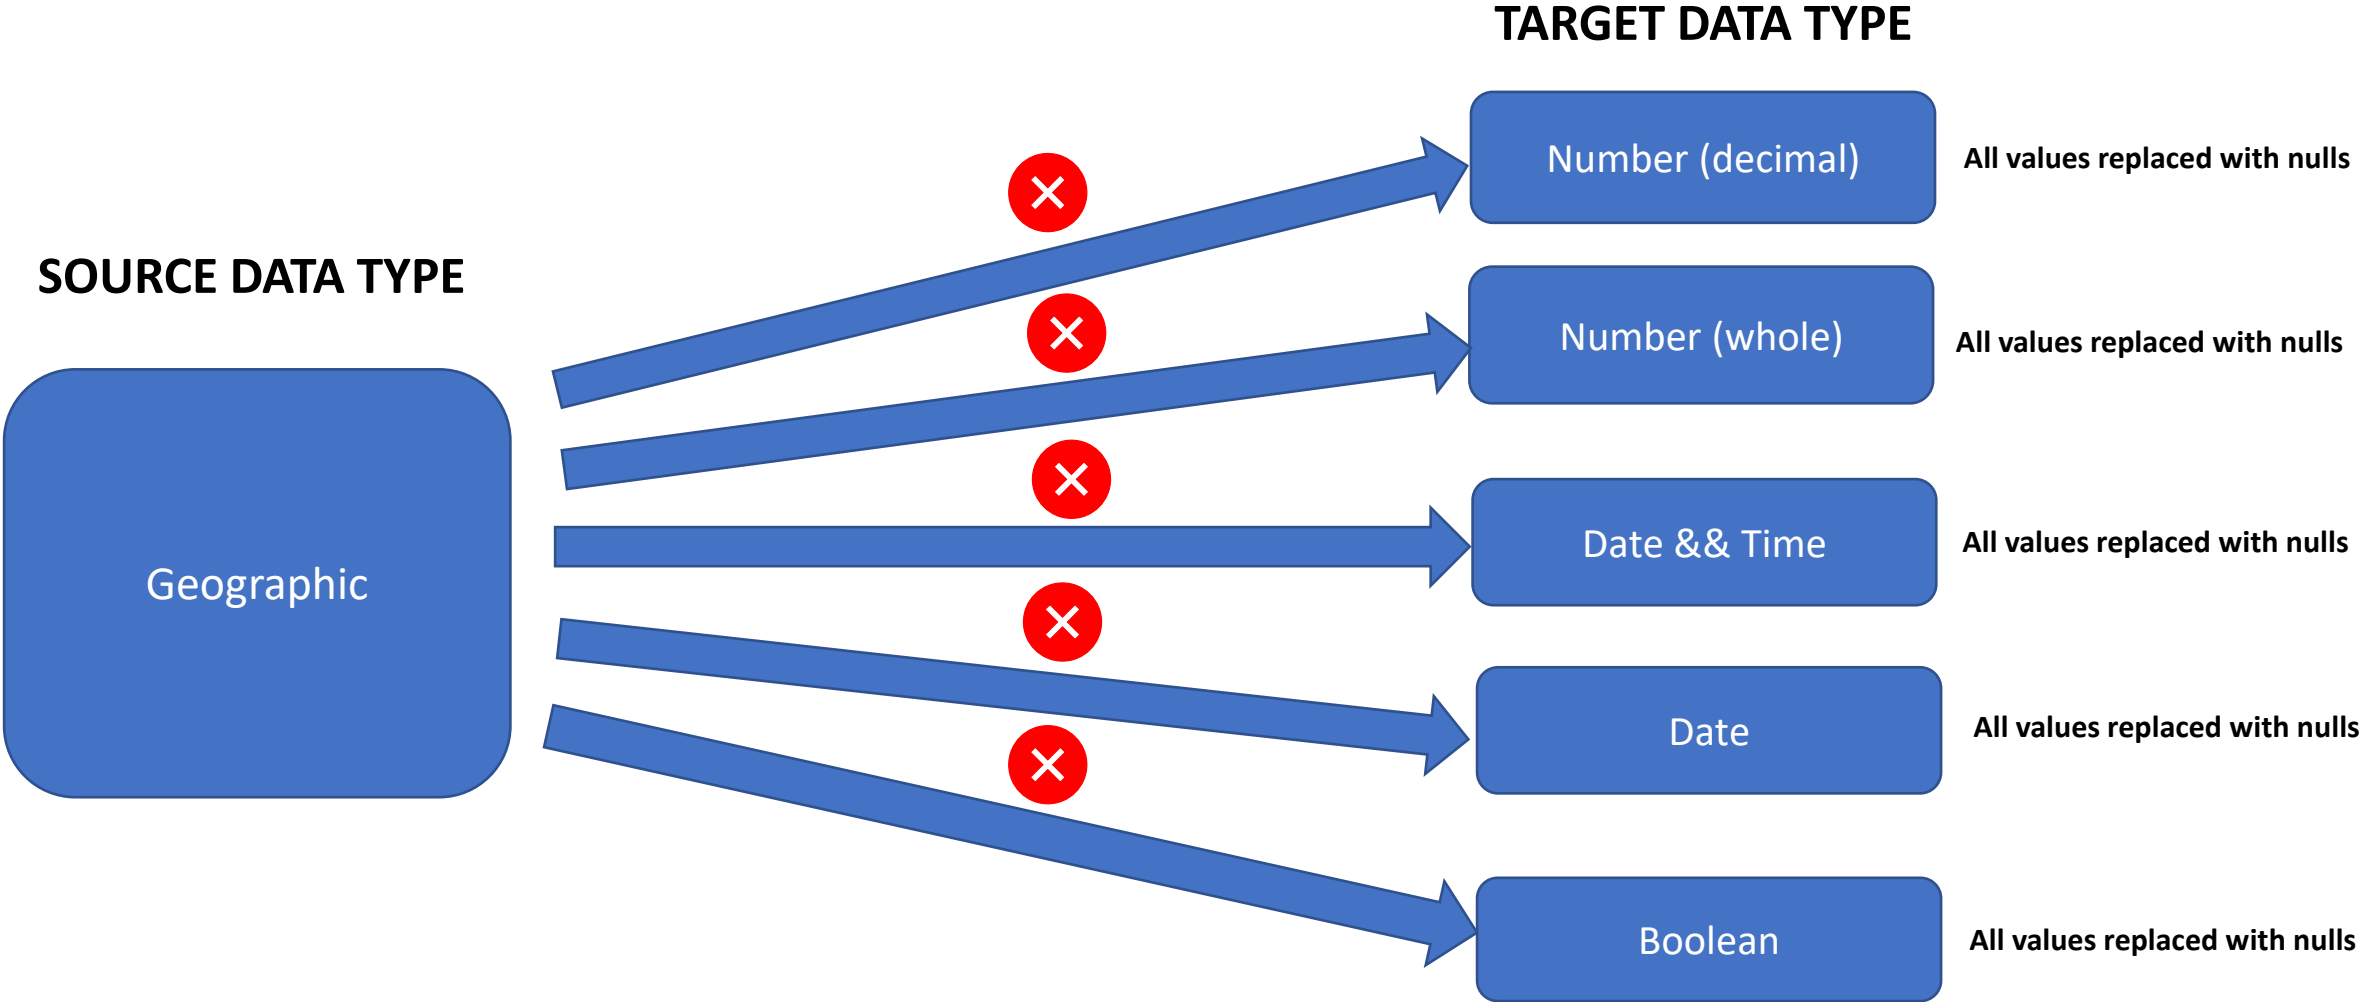 TARGET DATA TYPE
Number (decimal)
All values replaced with nulls
SOURCE DATA TYPE
Number (whole)
All values replaced with nulls
Geographic
Date && Time
All values replaced with nulls
Date
All values replaced with nulls
Boolean
All values replaced with nulls